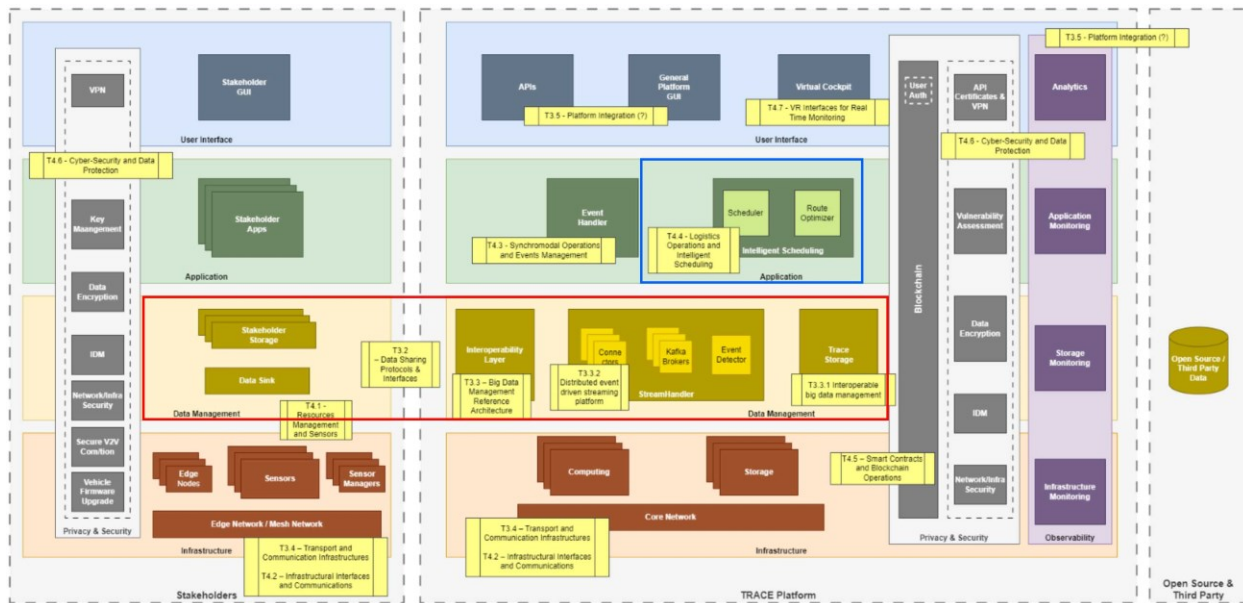 VPN
Stakeholder
GUI
User Interface
T4.6 - Cyber-Security and Data
Protection
Key
Maangement
Stakeholder
Apps
Application
Data
Encryption
IDM
Network/Infra
Security
Secure V2V
Com/tion
Vehicle
Firmware
Upgrade
Privacy & Security
Stakeholder
Storage
Data Sink
Data Management
T3.2
– Data Sharing
Protocols &
Interfaces
T4.1 -
Resources
Management
and Sensors
Edge
Nodes
Sensors
Sensor
Managers
Edge Network / Mesh Network
Infrastructure
T3.4 – Transport and
Communication Infrastructures
T4.2 – Infrastructural Interfaces
and Communications
Stakeholders
APIs
General
Platform
GUI
Virtual Cockpit
T3.5 - Platform Integration (?)
T4.7 - VR Interfaces for Real
Time Monitoring
User Interface
Event
Handler
T4.3 - Synchromodal Operations
and Events Management
Scheduler
Route
Optimizer
Intelligent Scheduling
T4.4 - Logistics
Operations and
Intelligent
Scheduling
Application
Interoperability
Layer
T3.3 – Big Data
Management
Reference
Architecture
Conne
ctors
Kafka
Brokers
Event
Detector
StreamHandler
T3.3.2
Distributed event
driven streaming
platform
Trace
Storage
T3.3.1 Interoperable
big data management
Data Management
Computing
Storage
Core Network
T4.5 – Smart Contracts
and Blockchain
Operations
T3.4 – Transport and
Communication Infrastructures
T4.2 – Infrastructural Interfaces
and Communications
Infrastructure
User
Auth
Blockchain
API
Certificates &
VPN
T4.6 - Cyber-Security and Data
Protection
Vulnerability
Assessment
Data
Encryption
IDM
Network/Infra
Security
Privacy & Security
T3.5 - Platform Integration (?)
Analytics
Application
Monitoring
Storage
Monitoring
Infrastructure
Monitoring
Observability
TRACE Platform
Open Source /
Third Party
Data
Open Source &
Third Party